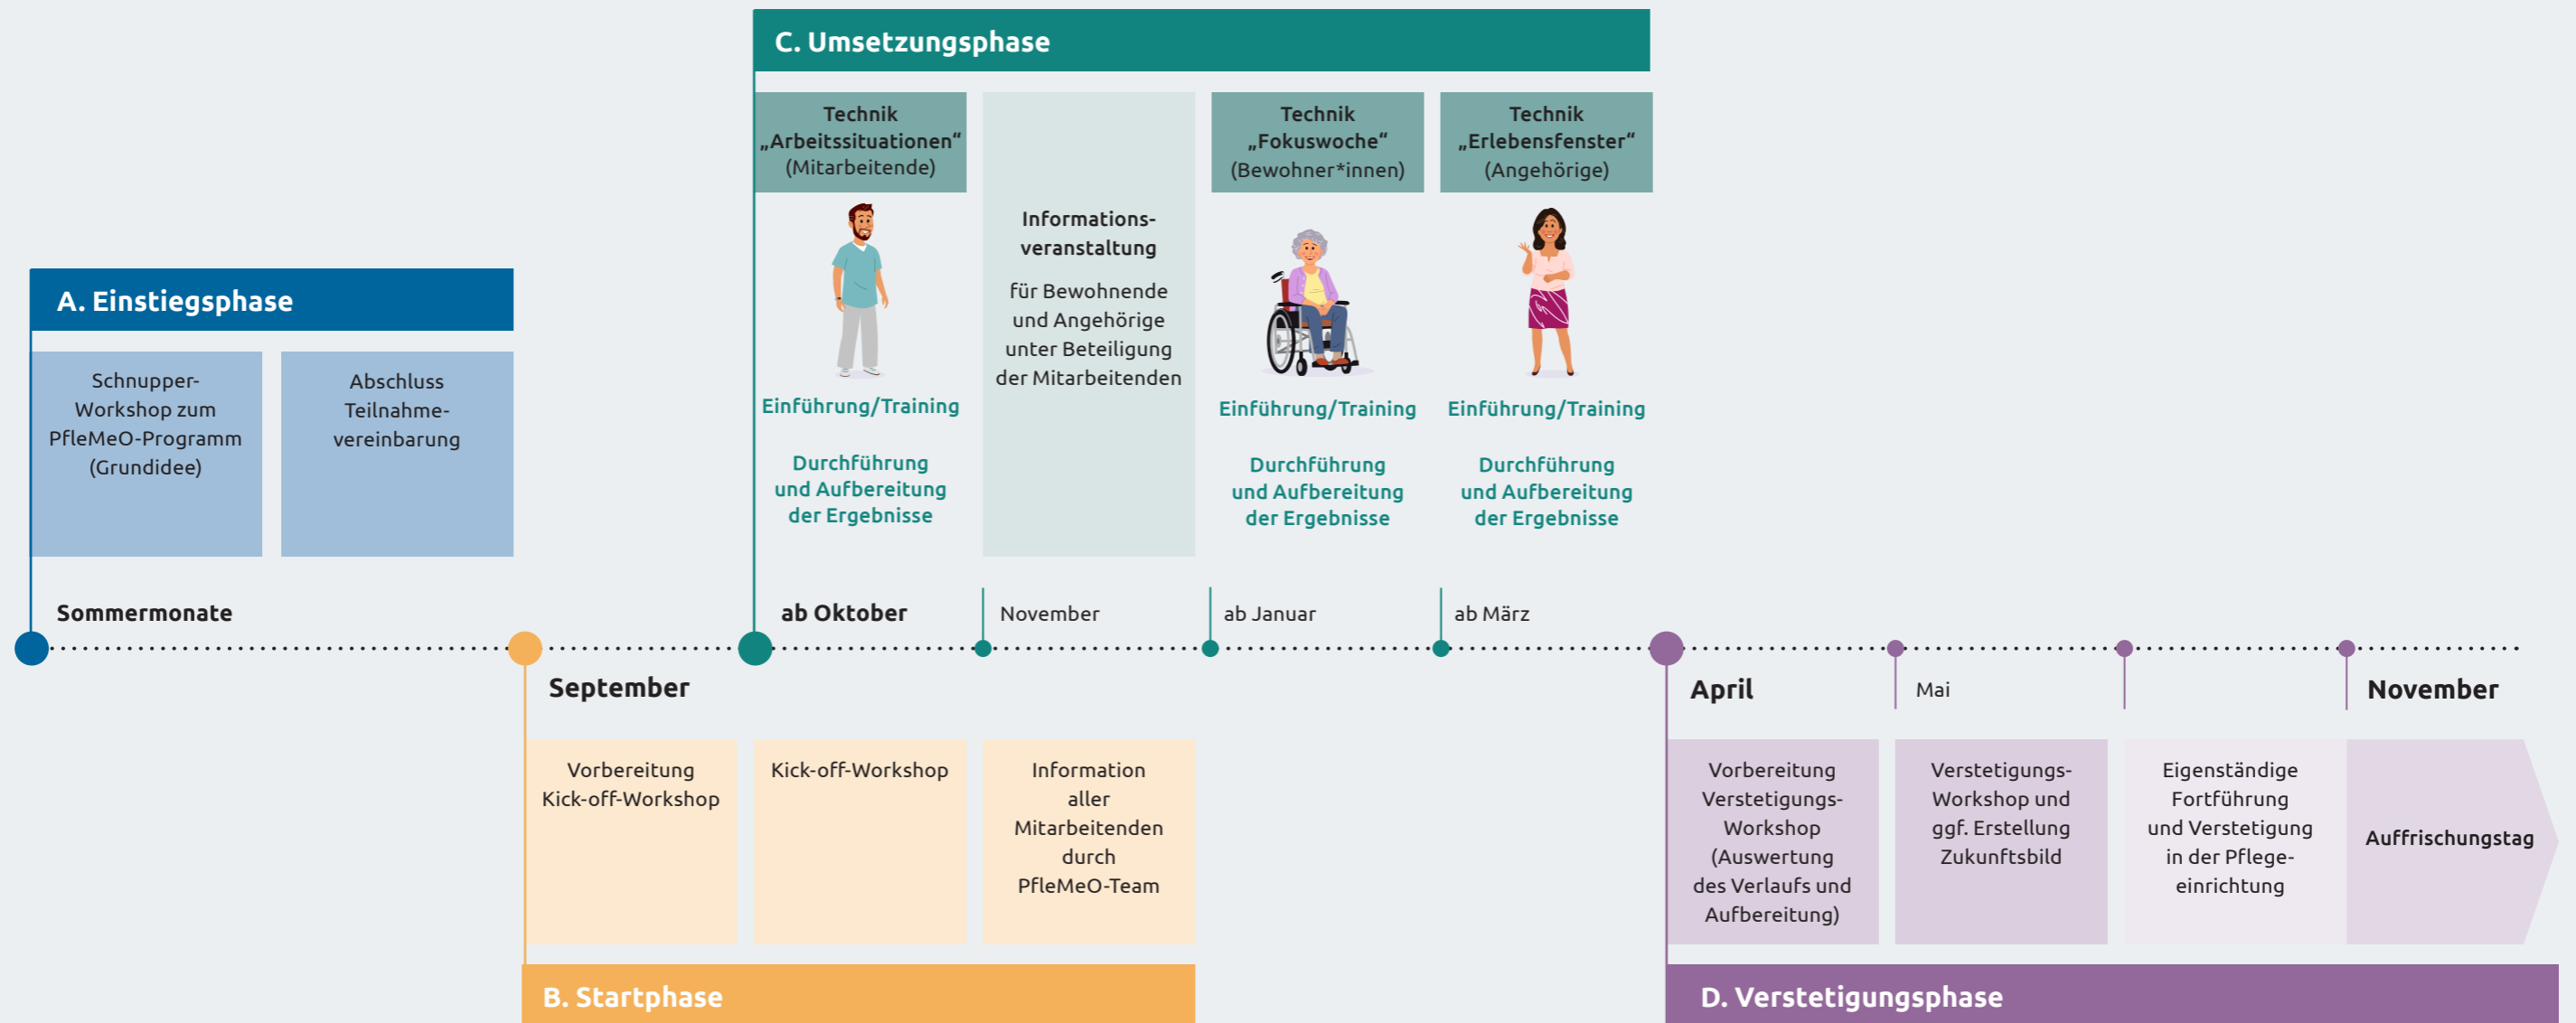 C. Umsetzungsphase
Technik
„Arbeitssituationen“
(Mitarbeitende)
Einführung/Training
Durchführung
und Aufbereitung
der Ergebnisse
Informations-
veranstaltung
für Bewohnende
und Angehörige
unter Beteiligung
der Mitarbeitenden
Technik
„Fokuswoche“
(Bewohner*innen)
Einführung/Training
Durchführung
und Aufbereitung
der Ergebnisse
Technik
„Erlebensfenster“
(Angehörige)
Einführung/Training
Durchführung
und Aufbereitung
der Ergebnisse
A. Einstiegsphase
Schnupper-
Workshop zum
PfleMeO-Programm
(Grundidee)
Abschluss
Teilnahme-
vereinbarung
Sommermonate
ab Oktober
November
ab Januar
ab März
September
April
Mai
November
Vorbereitung
Kick-off-Workshop
Kick-off-Workshop
Information
aller
Mitarbeitenden
durch
PfleMeO-Team
B. Startphase
Vorbereitung
Verstetigungs-
Workshop
(Auswertung
des Verlaufs und
Aufbereitung)
Verstetigungs-
Workshop und
ggf. Erstellung
Zukunftsbild
Eigenständige
Fortführung
und Verstetigung
in der Pflege-
einrichtung
Auffrischungstag
D. Verstetigungsphase